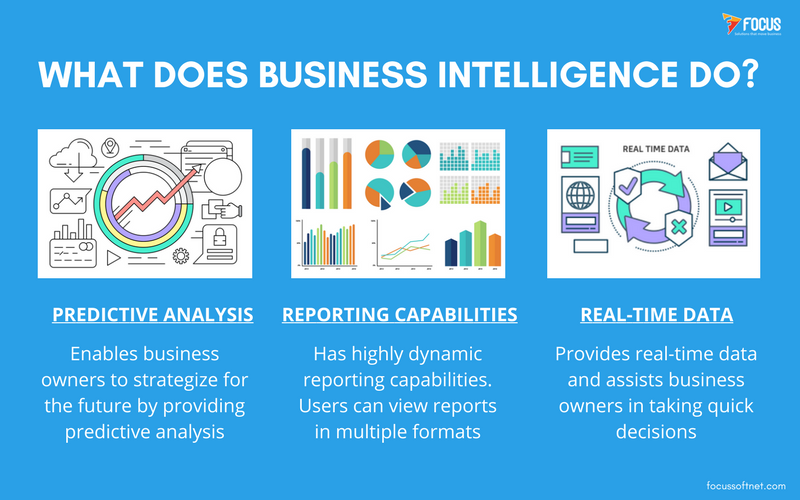 FOCUS
WHAT DOES BUSINESS INTELLIGENCE DO?
REAL TIME DATA
PREDICTIVE ANALYSIS
Enables business
owners to strategize for
the future by providing
predictive analysis
REPORTING CAPABILITIES
Has highly dynamic
reporting capabilities.
Users can view reports
in multiple formats
REAL-TIME DATA
Provides real-time data
and assists business
owners in taking quick
decisions
focussoftnet.com